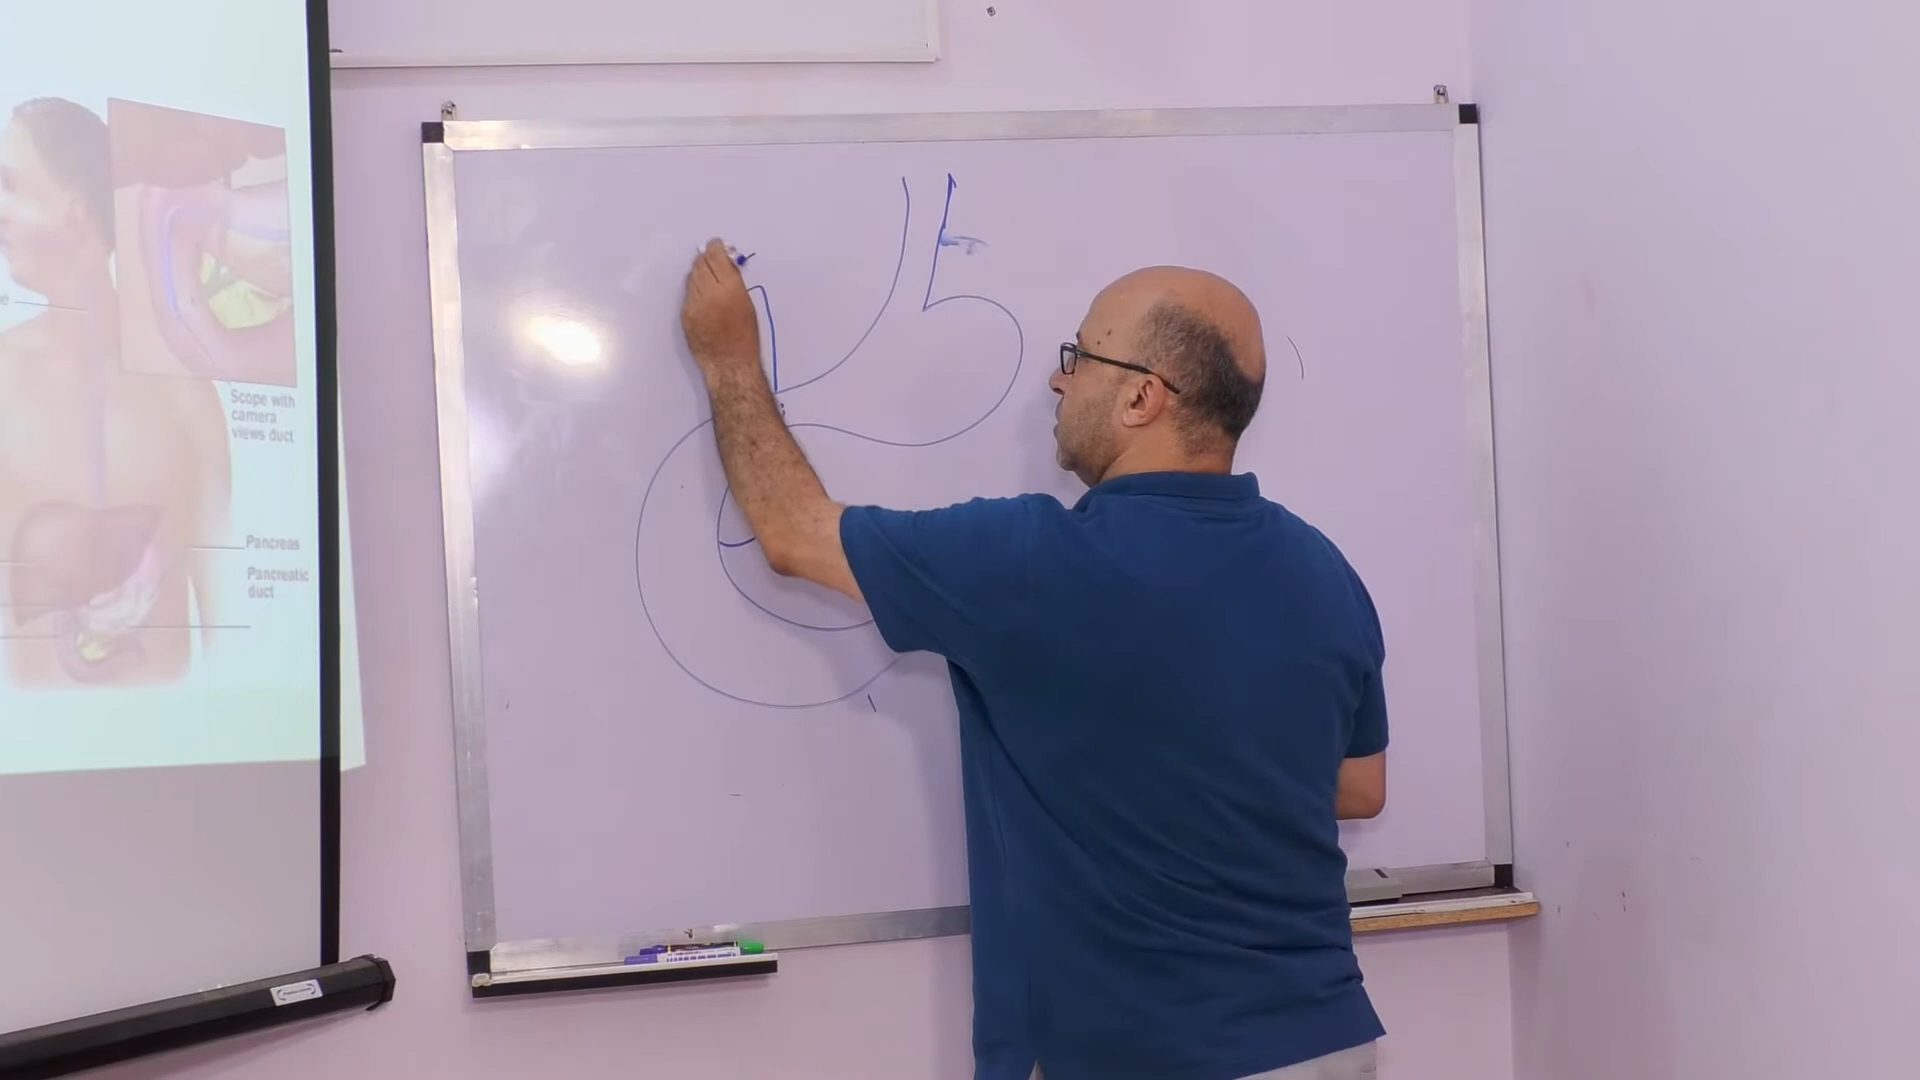 Scope with
camera
views duct
Pancreas
Pancreatic
duct